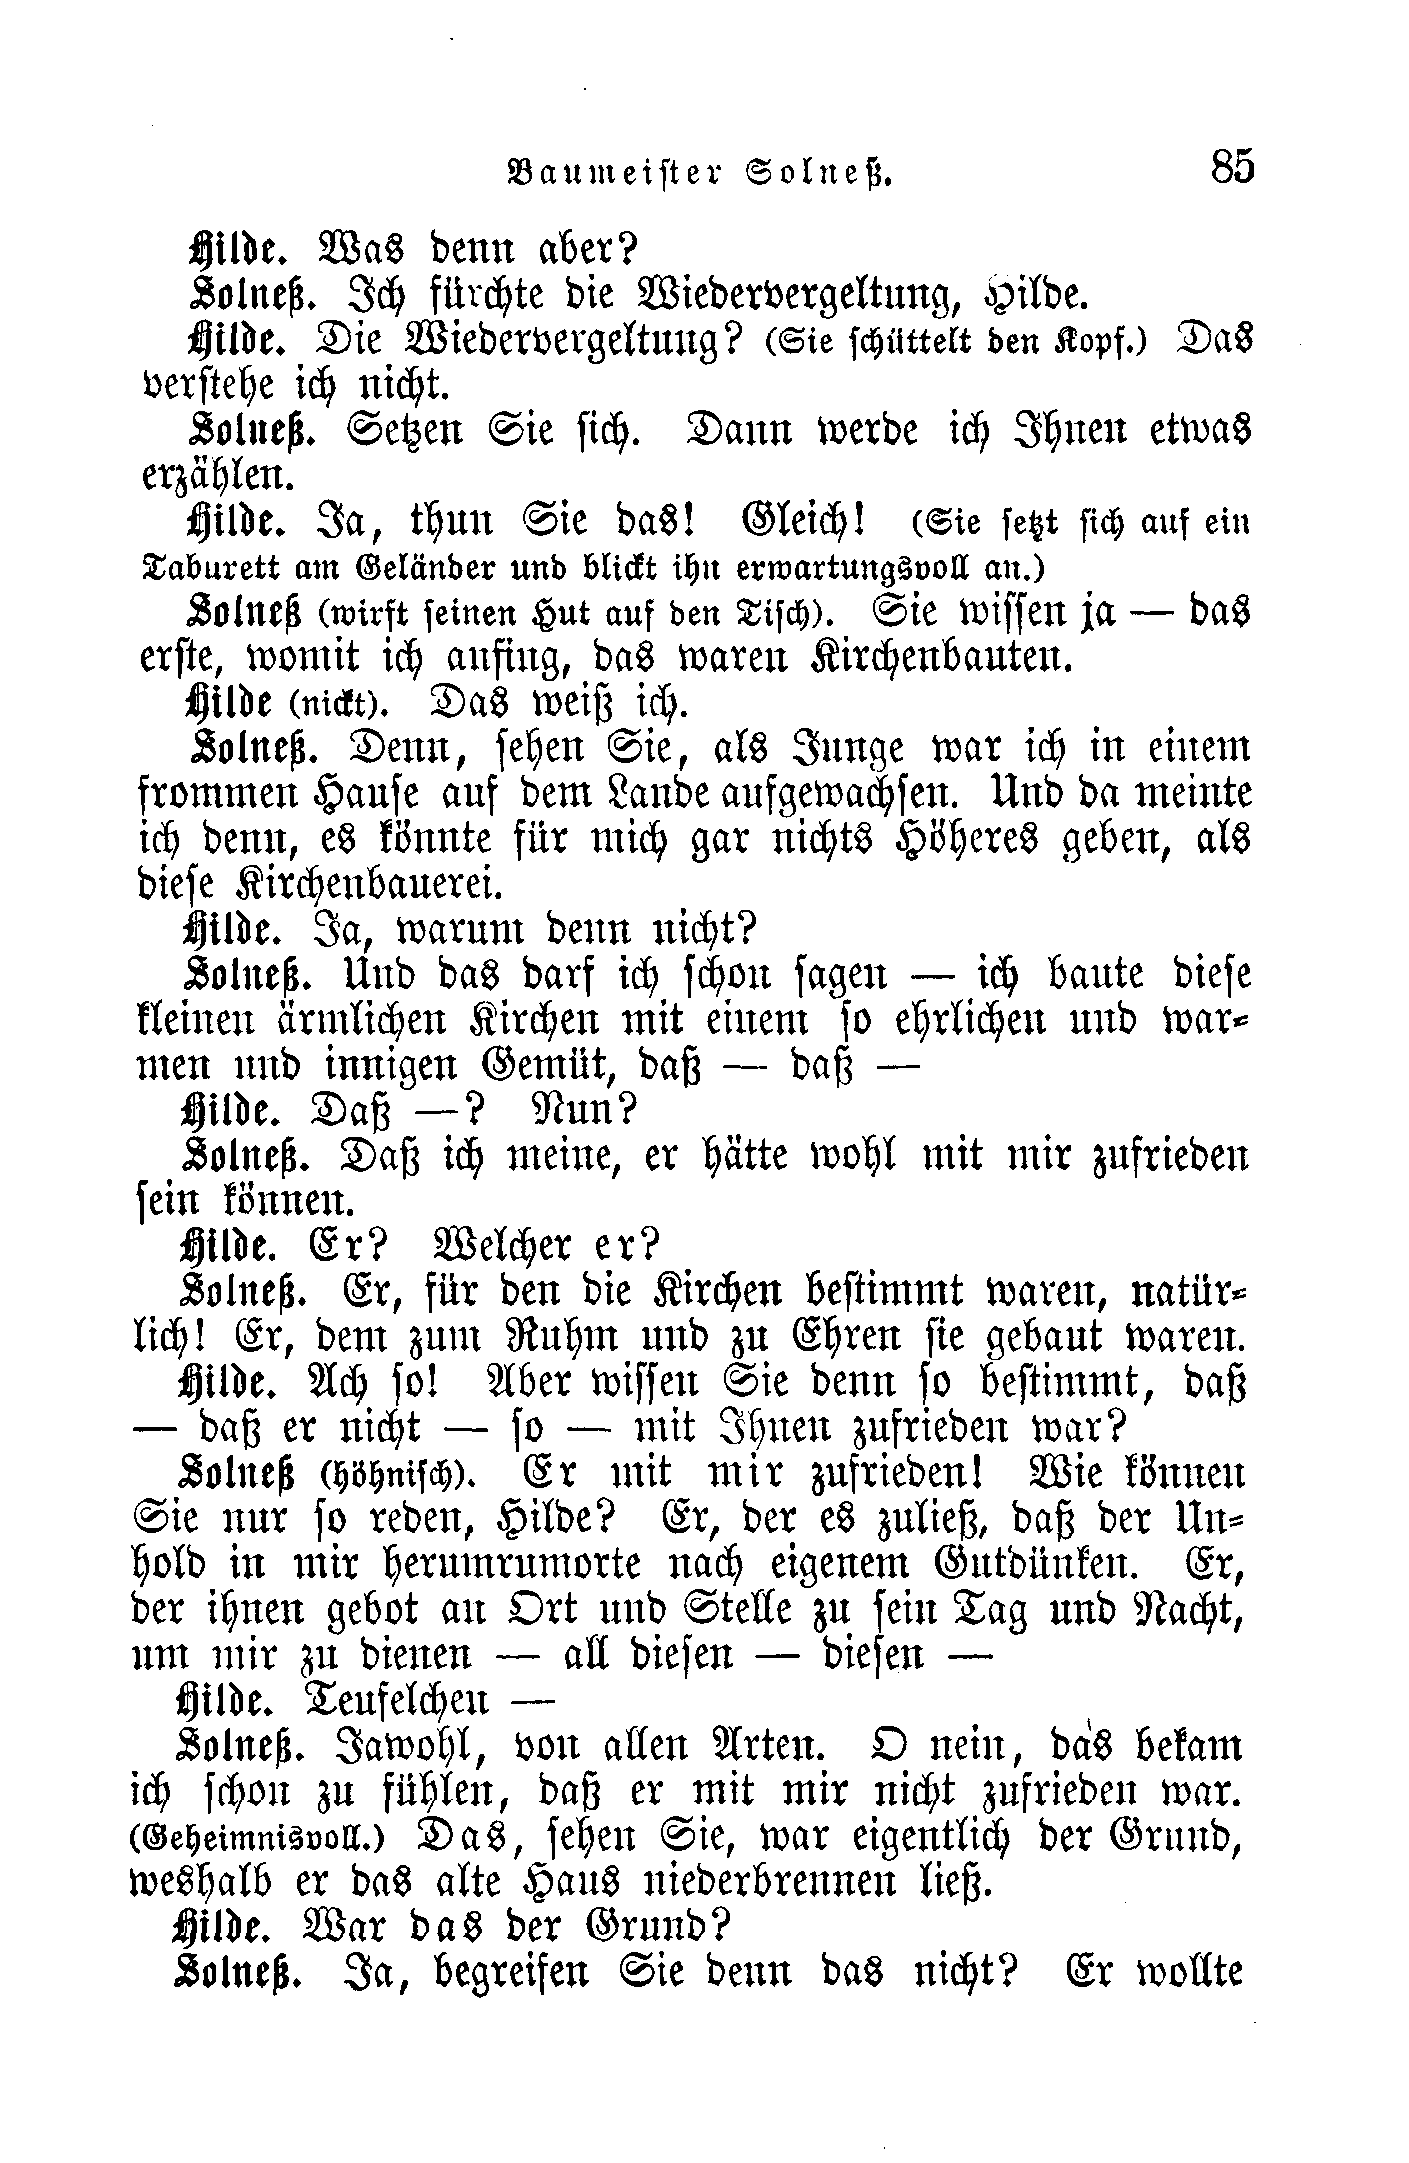 Baumeister Solneß. 85
Hilde. Was denn aber?
Solneß. Ich fürchte die Wiedervergeltung, Hilde.
Hilde. Die Wiedervergeltung? (Sie schüttelt den Kopf.) Das
verstehe ich nicht.
Solneß. Setzen Sie sich. Dann werde ich Ihnen etwas
erzählen.
Hilde. Ja, thun Sie das! Gleich! (Sie setzt sich auf ein
Taburett am Geländer und blickt ihn erwartungsvoll an.)
Solneß (wirft seinen Hut auf den Tisch). Sie wissen ja — das
erste, womit ich anfing, das waren Kirchenbauten.
Hilde (nickt). Das weiß ich.
Solneß. Denn, sehen Sie, als Junge war ich in einem
frommen Hause auf dem Lande aufgewachsen. Und da meinte
ich denn, es könnte für mich gar nichts Höheres geben, als
diese Kirchenbauerei.
Hilde. Ja, warum denn nicht?
Solneß. Und das darf ich schon sagen — ich baute diese
kleinen ärmlichen Kirchen mit einem so ehrlichen und war-
men und innigen Gemüt, daß — daß —
Hilde. Daß —? Nun?
Solneß. Daß ich meine, er hätte wohl mit mir zufrieden
sein können.
Hilde. Er? Welcher er?
Solneß. Er, für den die Kirchen bestimmt waren, natür-
lich! Er, dem zum Ruhm und zu Ehren sie gebaut waren.
Hilde. Ach so! Aber wissen Sie denn so bestimmt, daß
— daß er nicht — so — mit Ihnen zufrieden war?
Solneß (höhnisch). Er mit mir zufrieden! Wie können
Sie nur so reden, Hilde? Er, der es zuließ, daß der Un-
hold in mir herumrumorte nach eigenem Gutdünken. Er,
der ihnen gebot an Ort und Stelle zu sein Tag und Nacht,
um mir zu dienen — all diesen — diesen —
Hilde. Teufelchen —
Solneß. Jawohl, von allen Arten. O nein, das bekam
ich schon zu fühlen, daß er mit mir nicht zufrieden war.
(Geheimnisvoll.) Das, sehen Sie, war eigentlich der Grund,
weshalb er das alte Haus niederbrennen ließ.
Hilde. War das der Grund?
Solneß. Ja, begreifen Sie denn das nicht? Er wollte